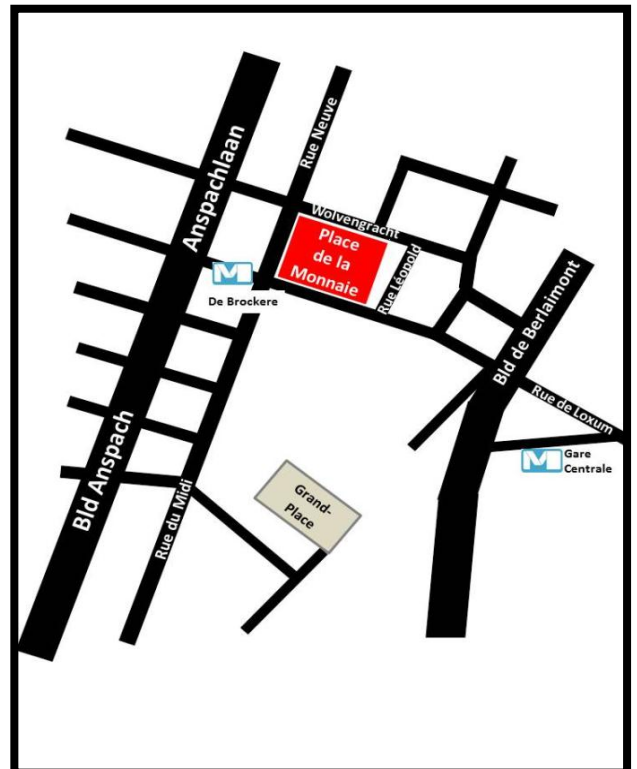 Rue Neuve
Anspachlaan
Wolvengracht
Place
de la
Monnaie
Rue Léopold
M
De Brockere
Bld de Berlaimont
Rue de Loxum
M
Gare
Centrale
Bld Anspach
Rue du Midi
Grand-
Place